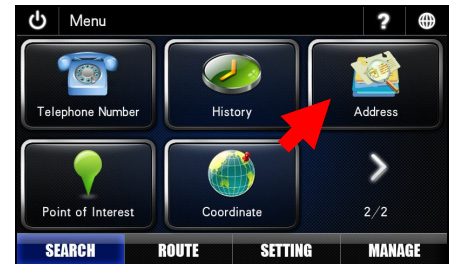 Menu
?
Telephone Number
History
Address
Point of Interest
Coordinate
2/2
SEARCH
ROUTE
SETTING
MANAGE